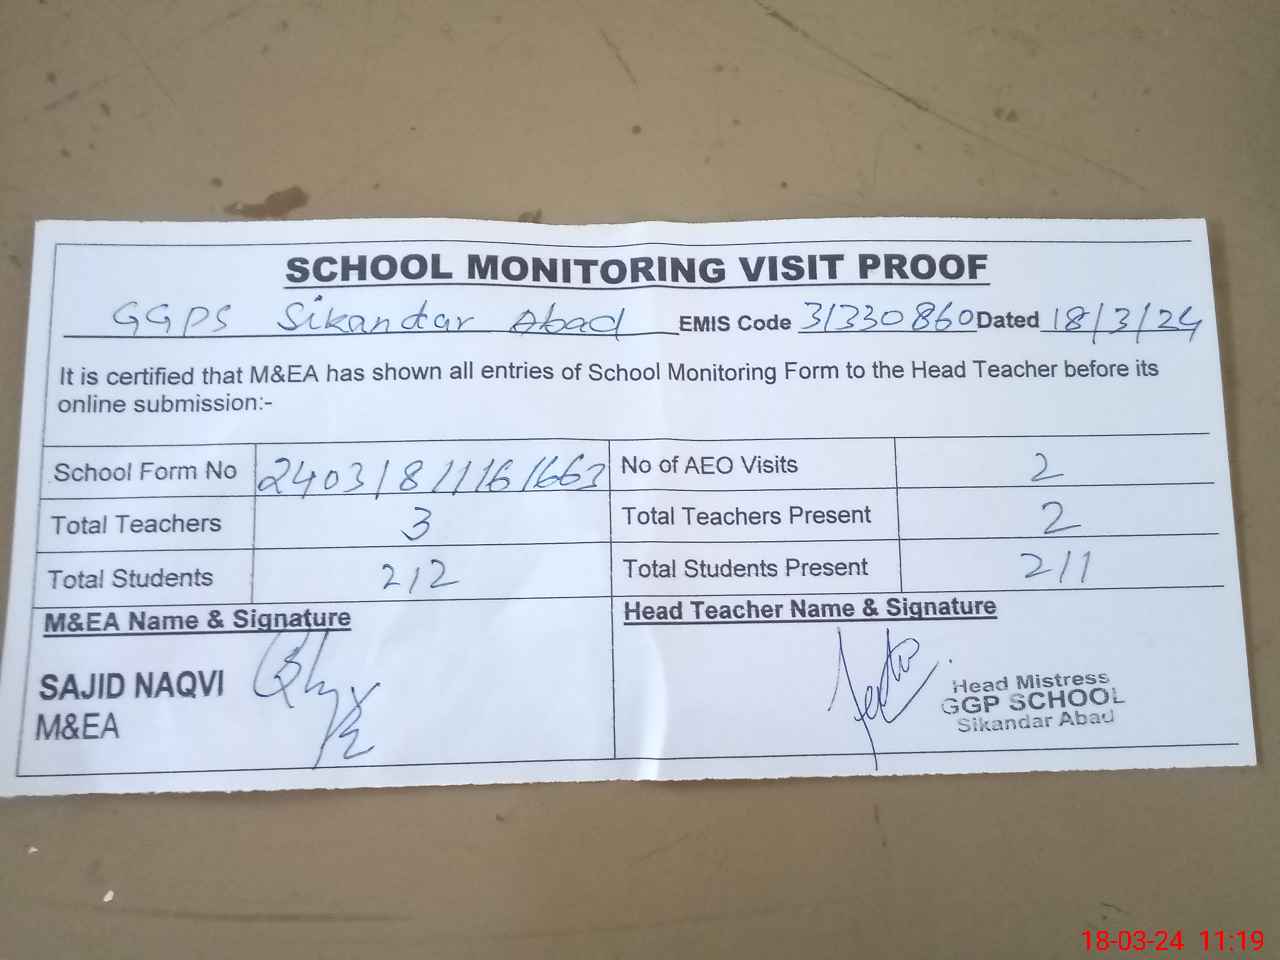 SCHOOL MONITORING VISIT PROOF
GGPS Sikandar Abad EMIS Code 31330860 Dated 18/3/24
It is certified that M&EA has shown all entries of School Monitoring Form to the Head Teacher before its
online submission:-
School Form No 24031811161663 No of AEO Visits 2
Total Teachers 3 Total Teachers Present 2
Total Students 212 Total Students Present 211
M&EA Name & Signature Head Teacher Name & Signature
SAJID NAQVI
M&EA
Head Mistress
GGP SCHOOL
Sikandar Abad
18-03-24 11:19